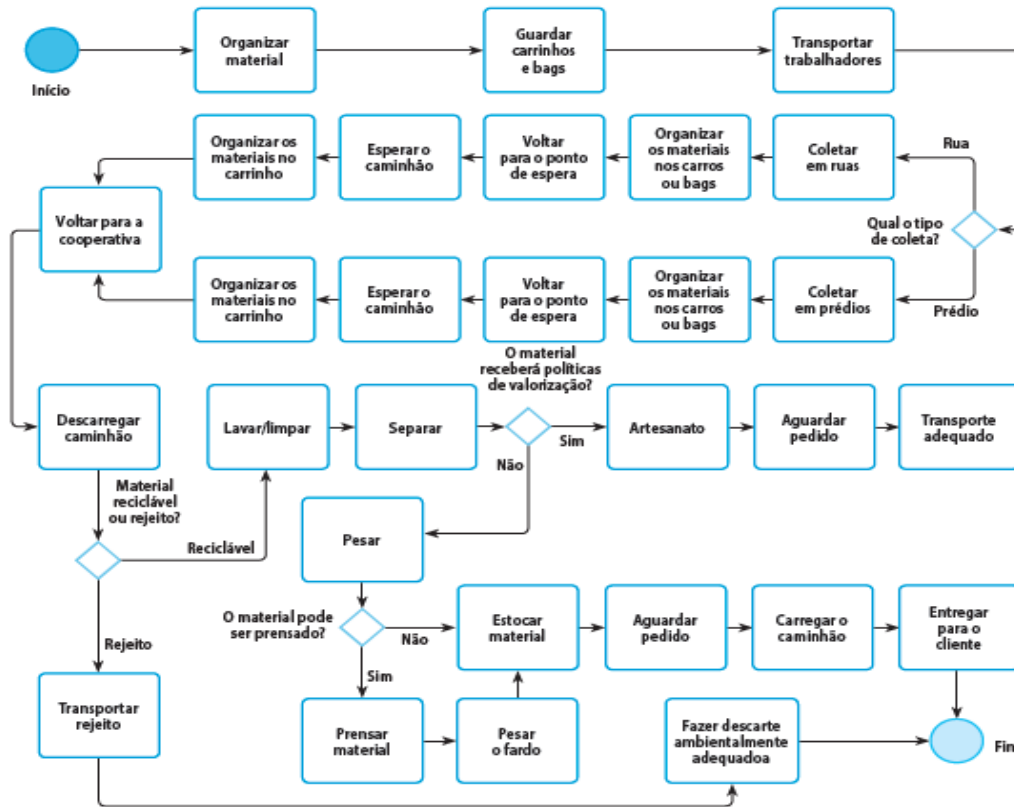 Início
Organizar
material
Guardar
carrinhos
e bags
Transportar
trabalhadores
Organizar os
materiais no
carrinho
Esperar o
caminhão
Voltar
para o ponto
de espera
Organizar
os materiais
nos carros
ou bags
Coletar
em ruas
Rua
Voltar para a
cooperativa
Qual o tipo
de coleta?
Organizar os
materiais no
carrinho
Esperar o
caminhão
Voltar
para o ponto
de espera
Organizar
os materiais
nos carros
ou bags
Coletar
em prédios
Prédio
O material
receberá políticas
de valorização?
Descarregar
caminhão
Lavar/limpar
Separar
Sim
Artesanato
Aguardar
pedido
Transporte
adequado
Não
Material
reciclável
ou rejeito?
Reciclável
Pesar
O material pode
ser prensado?
Não
Estocar
material
Aguardar
pedido
Carregar o
caminhão
Entregar
para o
cliente
Rejeito
Sim
Transportar
rejeito
Prensar
material
Pesar
o fardo
Fazer descarte
ambientalmente
adequadoa
Fin